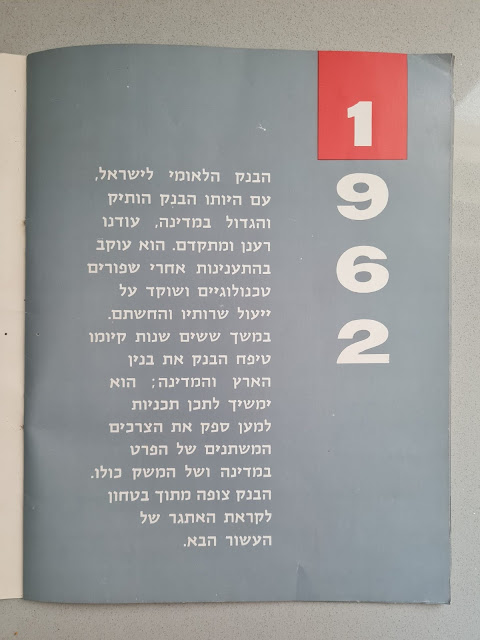 1
9
6
2
הבנק הלאומי לישראל,
עם היותו הבנק הותיק
והגדול במדינה, עודנו
רענן ומתקדם. הוא עוקב
בהתענינות אחרי שפורים
טכנולוגיים ושוקד על
ייעול שרותיו והחשתם.
במשך ששים שנות קיומו
טיפח הבנק את בנין
הארץ והמדינה; הוא
ימשיך לתכן תכניות
למען ספק את הצרכים
המשתנים של הפרט
במדינה ושל המשק כולו.
הבנק צופה מתוך בטחון
לקראת האתגר של
העשור הבא.